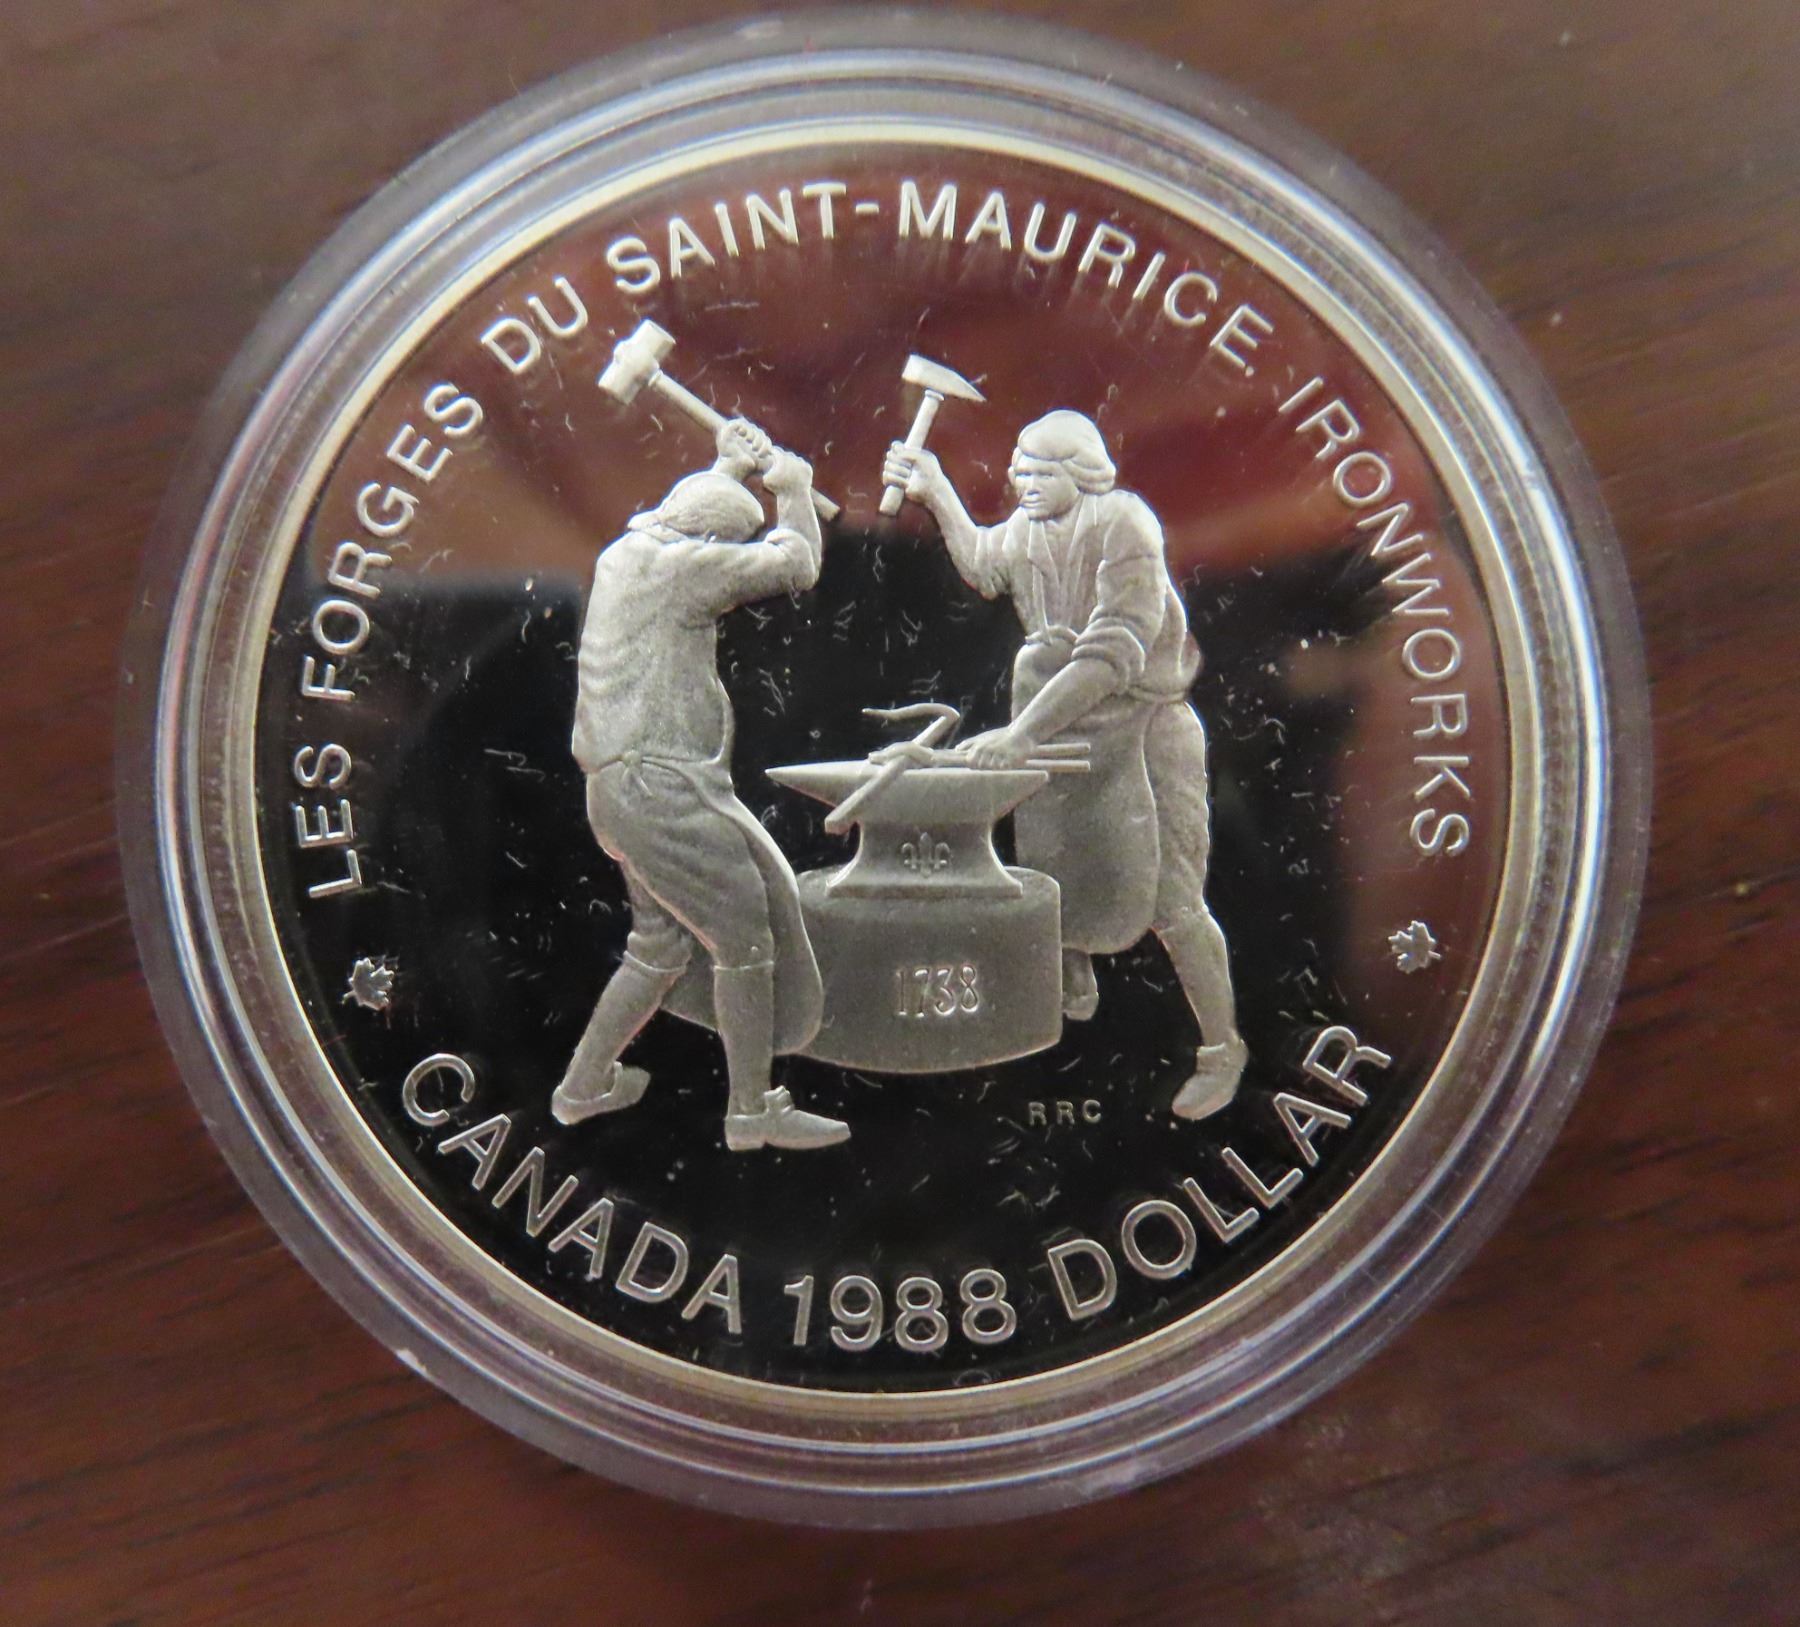 LES FORGES DU SAINT-MAURICE IRONWORKS
1738
RRC
CANADA 1988 DOLLAR